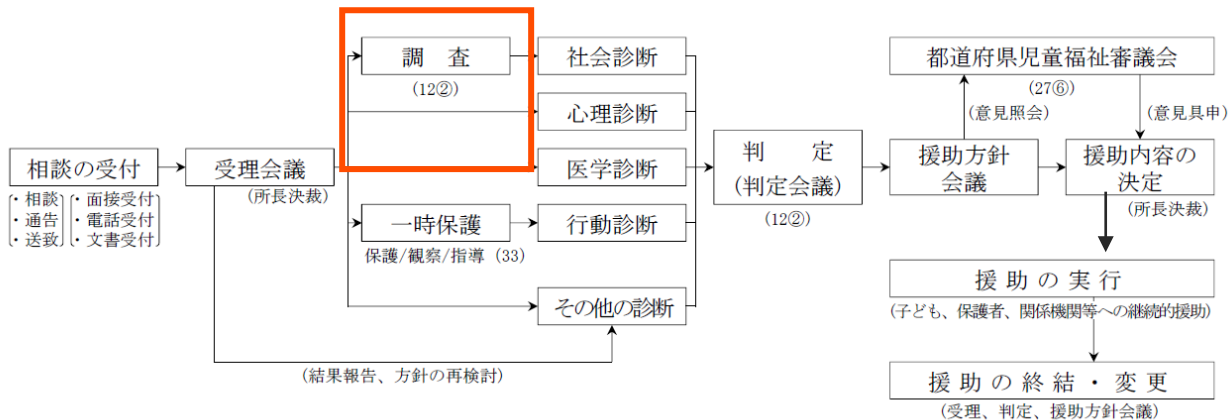 相談の受付
・相談
・通告
・送致
・面接受付
・電話受付
・文書受付
受理会議
(所長決裁)
調　査
(12②)
一時保護
保護/観察/指導 (33)
社会診断
心理診断
医学診断
行動診断
その他の診断
(結果報告、方針の再検討)
判　定
(判定会議)
(12②)
都道府県児童福祉審議会
(27⑥)
(意見照会)
(意見具申)
援助方針
会議
援助内容の
決定
(所長決裁)
援助の実行
(子ども、保護者、関係機関等への継続的援助)
援助の終結・変更
(受理、判定、援助方針会議)